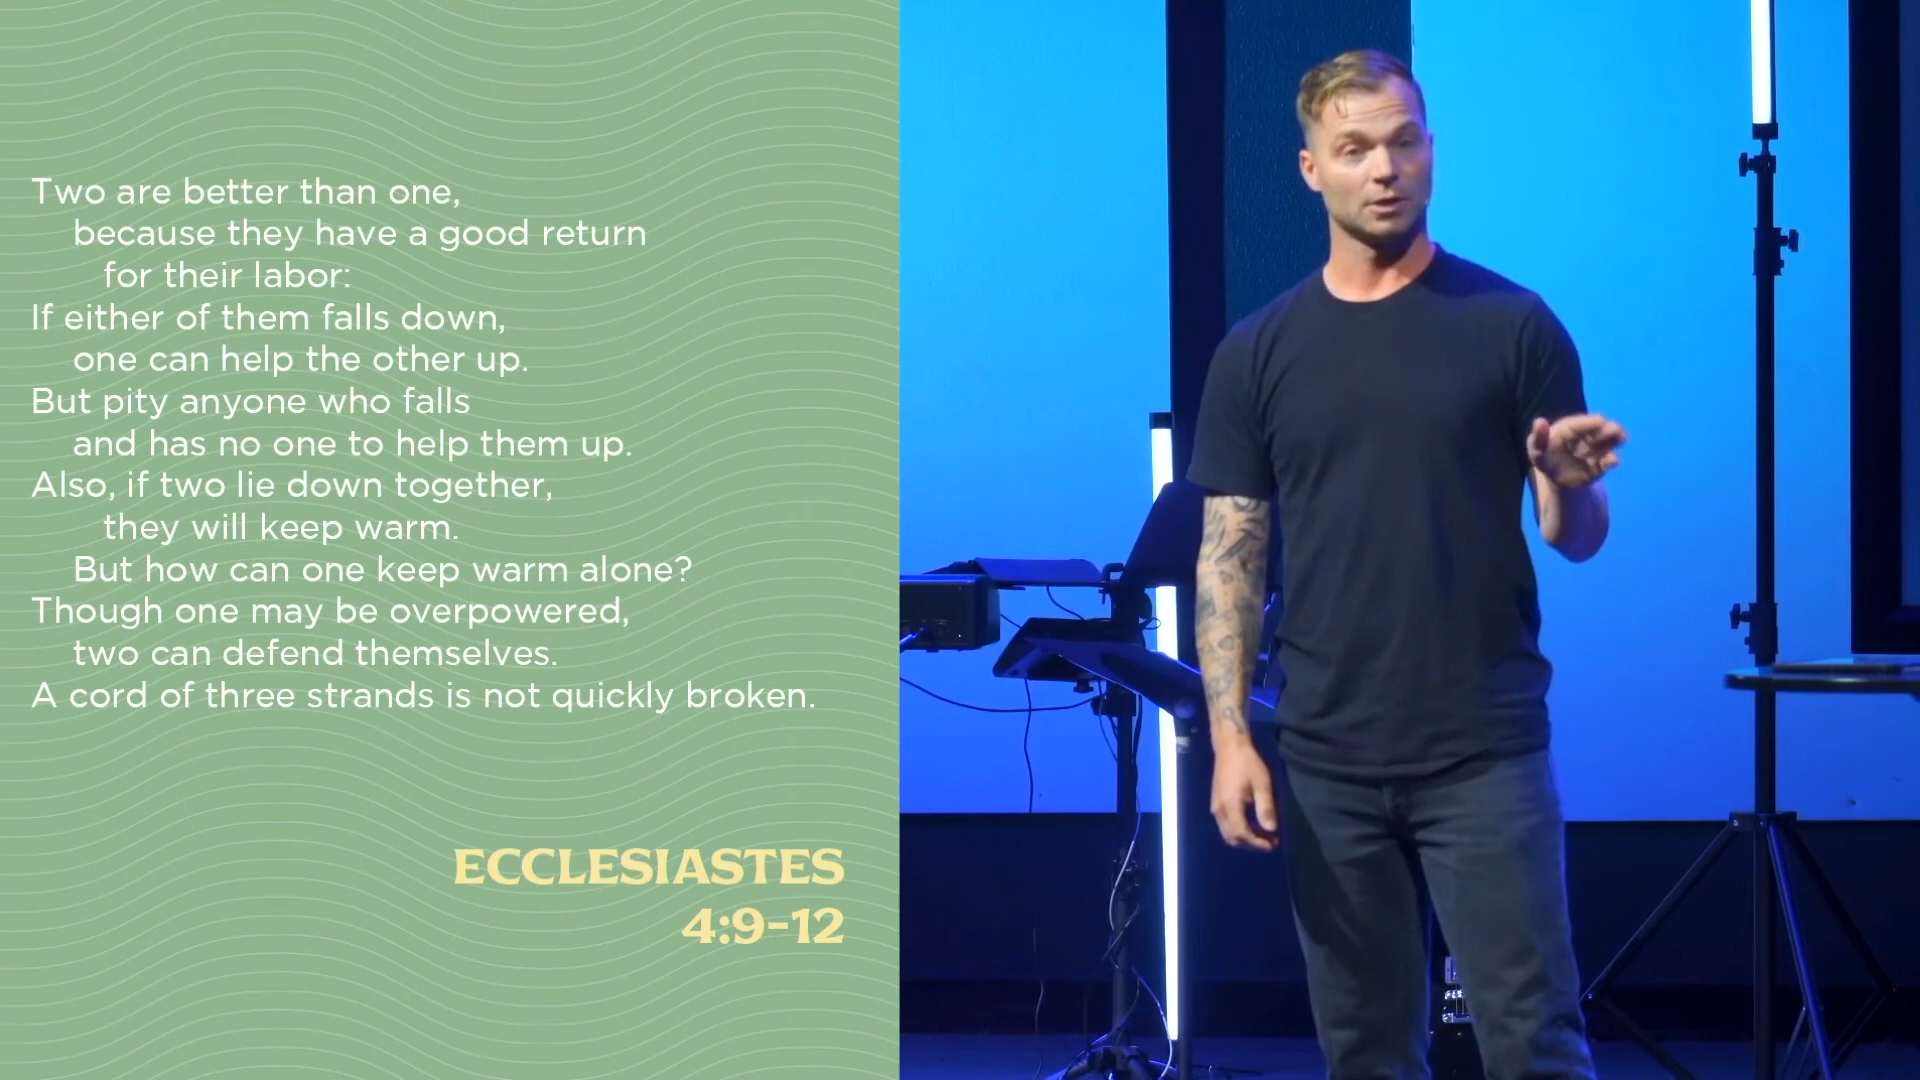 Two are better than one,
because they have a good return
for their labor:
If either of them falls down,
one can help the other up.
But pity anyone who falls
and has no one to help them up.
Also, if two lie down together,
they will keep warm.
But how can one keep warm alone?
Though one may be overpowered,
two can defend themselves.
A cord of three strands is not quickly broken.
ECCLESIASTES
4:9-12